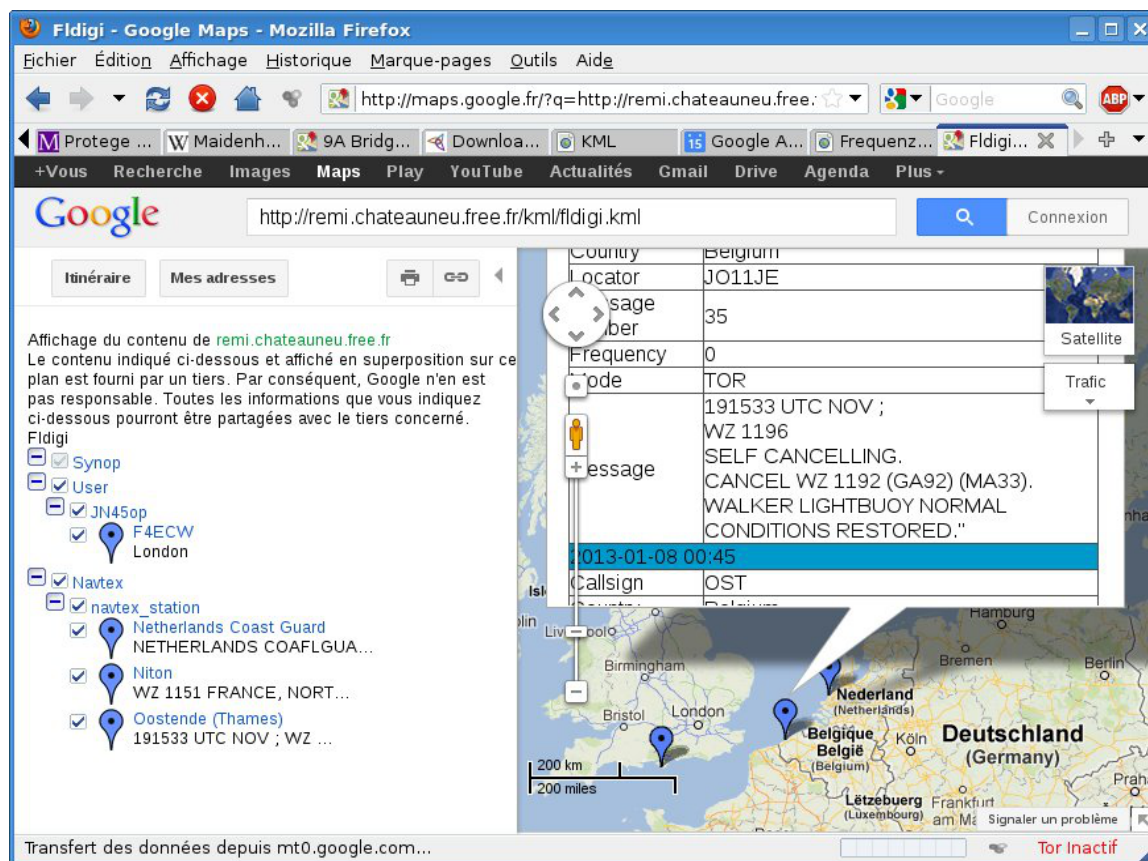 Fldigi - Google Maps - Mozilla Firefox
Fichier Édition Affichage Historique Marque-pages Outils Aide
http://maps.google.fr/?q=http://remi.chateauneu.free. Google ABP
Protege ... Maidenh... 9A Bridg... Downloa... KML 15 Google A... Frequenz... Fldigi...
+Vous Recherche Images Maps Play YouTube Actualités Gmail Drive Agenda Plus
Google http://remi.chateauneu.free.fr/kml/fldigi.kml Connexion
Itinéraire Mes adresses
Affichage du contenu de remi.chateauneu.free.fr
Le contenu indiqué ci-dessous et affiché en superposition sur ce
plan est fourni par un tiers. Par conséquent, Google n'en est
pas responsable. Toutes les informations que vous indiquez
ci-dessous pourront être partagées avec le tiers concerné.
Fldigi
Synop
User
JN45op
F4ECW
London
Navtex
navtex_station
Netherlands Coast Guard
NETHERLANDS COAFLGUA...
Niton
WZ 1151 FRANCE, NORT...
Oostende (Thames)
191533 UTC NOV ; WZ ...
Country Belgium
Locator JO11JE
35
Frequency 0
Mode TOR
Message
191533 UTC NOV ;
WZ 1196
SELF CANCELLING.
CANCEL WZ 1192 (GA92) (MA33).
WALKER LIGHTBUOY NORMAL
CONDITIONS RESTORED."
2013-01-08 00:45
Callsign OST
Country Belgium
Satellite
Trafic
Hamburg
Birmingham
Bremen
Berlin
Nederland
(Netherlands)
Bristol
London
Belgique
België
(Belgium)
Köln
Deutschland
(Germany)
200 km
200 miles
Lëtzebuerg
(Luxembourg)
Frankfurt
am
Signaler un problème
Transfert des données depuis mt0.google.com... Tor Inactif